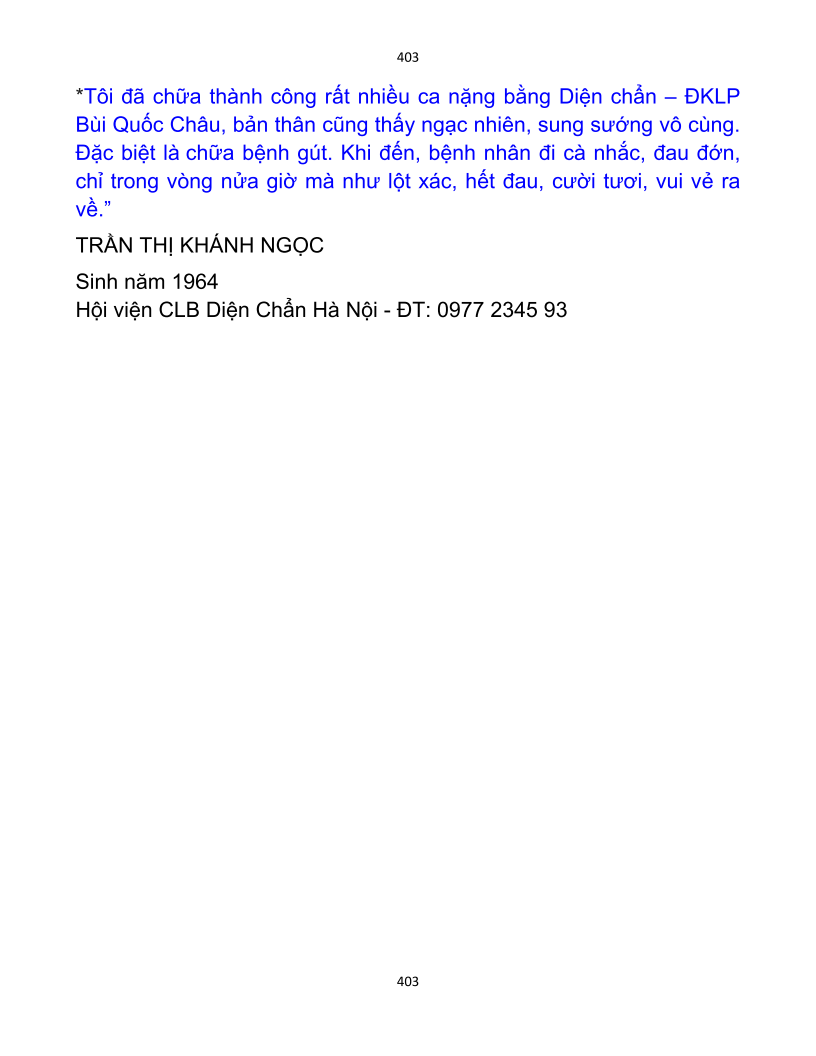 403
*Tôi đã chữa thành công rất nhiều ca nặng bằng Diện chẩn – ĐKLP
Bùi Quốc Châu, bản thân cũng thấy ngạc nhiên, sung sướng vô cùng.
Đặc biệt là chữa bệnh gút. Khi đến, bệnh nhân đi cà nhắc, đau đớn,
chỉ trong vòng nửa giờ mà như lột xác, hết đau, cười tươi, vui vẻ ra
về.”
TRẦN THỊ KHÁNH NGỌC
Sinh năm 1964
Hội viện CLB Diện Chẩn Hà Nội - ĐT: 0977 2345 93
403